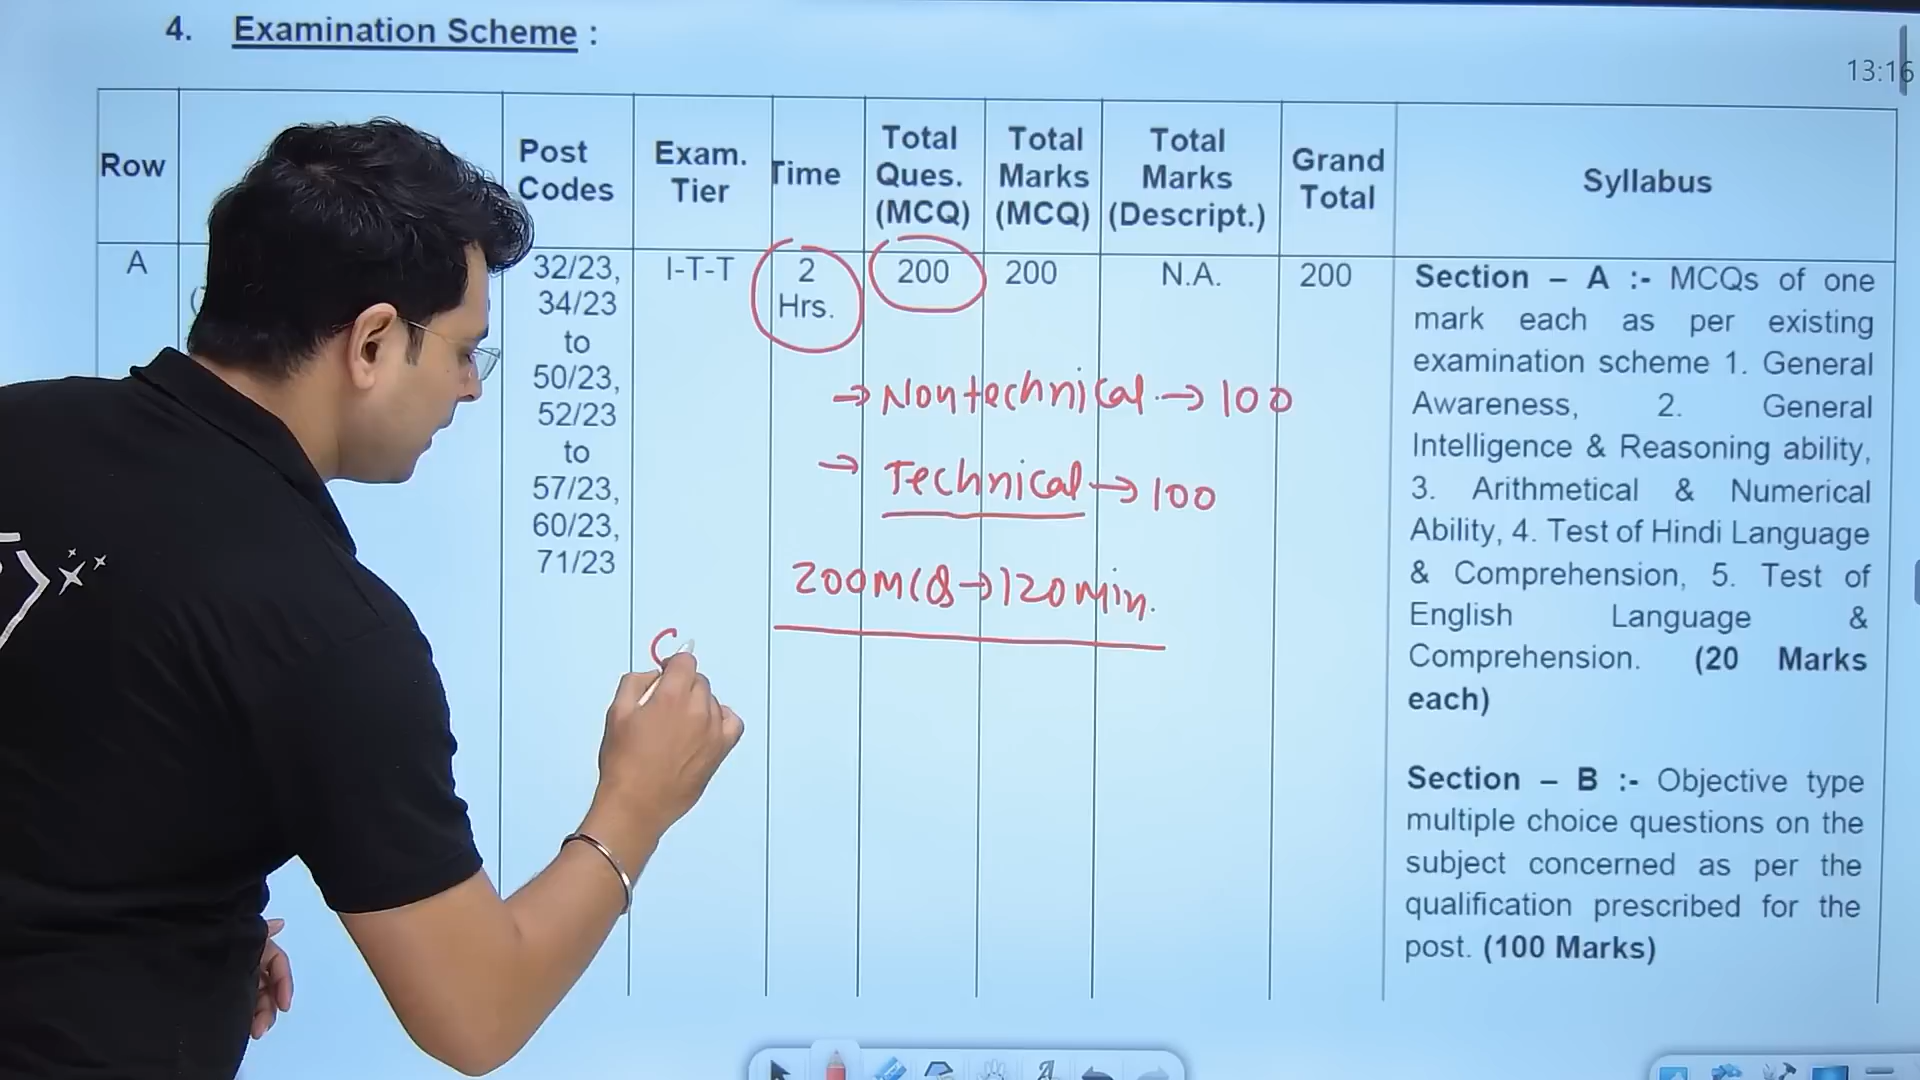 4. Examination Scheme :
13:16
Row
Post Codes
Exam. Tier
Time
Total Ques. (MCQ)
Total Marks (MCQ)
Total Marks (Descript.)
Grand Total
Syllabus
A
32/23,
34/23
to
50/23,
52/23
to
57/23,
60/23,
71/23
I-T-T
2
Hrs.
200
200
N.A.
200
→ Nontechnical → 100
→ Technical → 100
200 MCQ → 120 min.
Section – A :- MCQs of one
mark each as per existing
examination scheme 1. General
Awareness, 2. General
Intelligence & Reasoning ability,
3. Arithmetical & Numerical
Ability, 4. Test of Hindi Language
& Comprehension, 5. Test of
English Language &
Comprehension. (20 Marks
each)
Section – B :- Objective type
multiple choice questions on the
subject concerned as per the
qualification prescribed for the
post. (100 Marks)